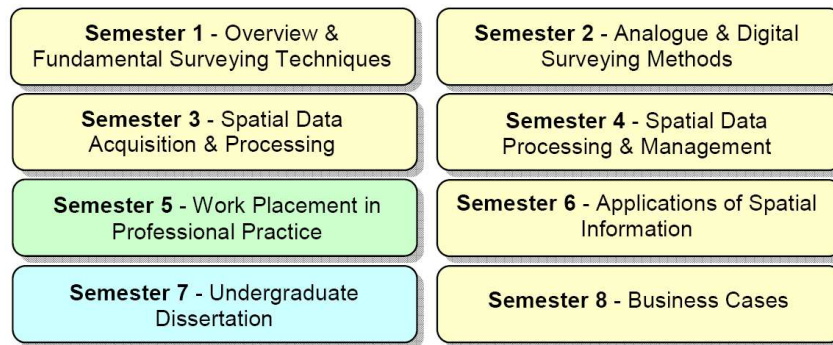 Semester 1 - Overview &
Fundamental Surveying Techniques
Semester 2 - Analogue & Digital
Surveying Methods
Semester 3 - Spatial Data
Acquisition & Processing
Semester 4 - Spatial Data
Processing & Management
Semester 5 - Work Placement in
Professional Practice
Semester 6 - Applications of Spatial
Information
Semester 7 - Undergraduate
Dissertation
Semester 8 - Business Cases